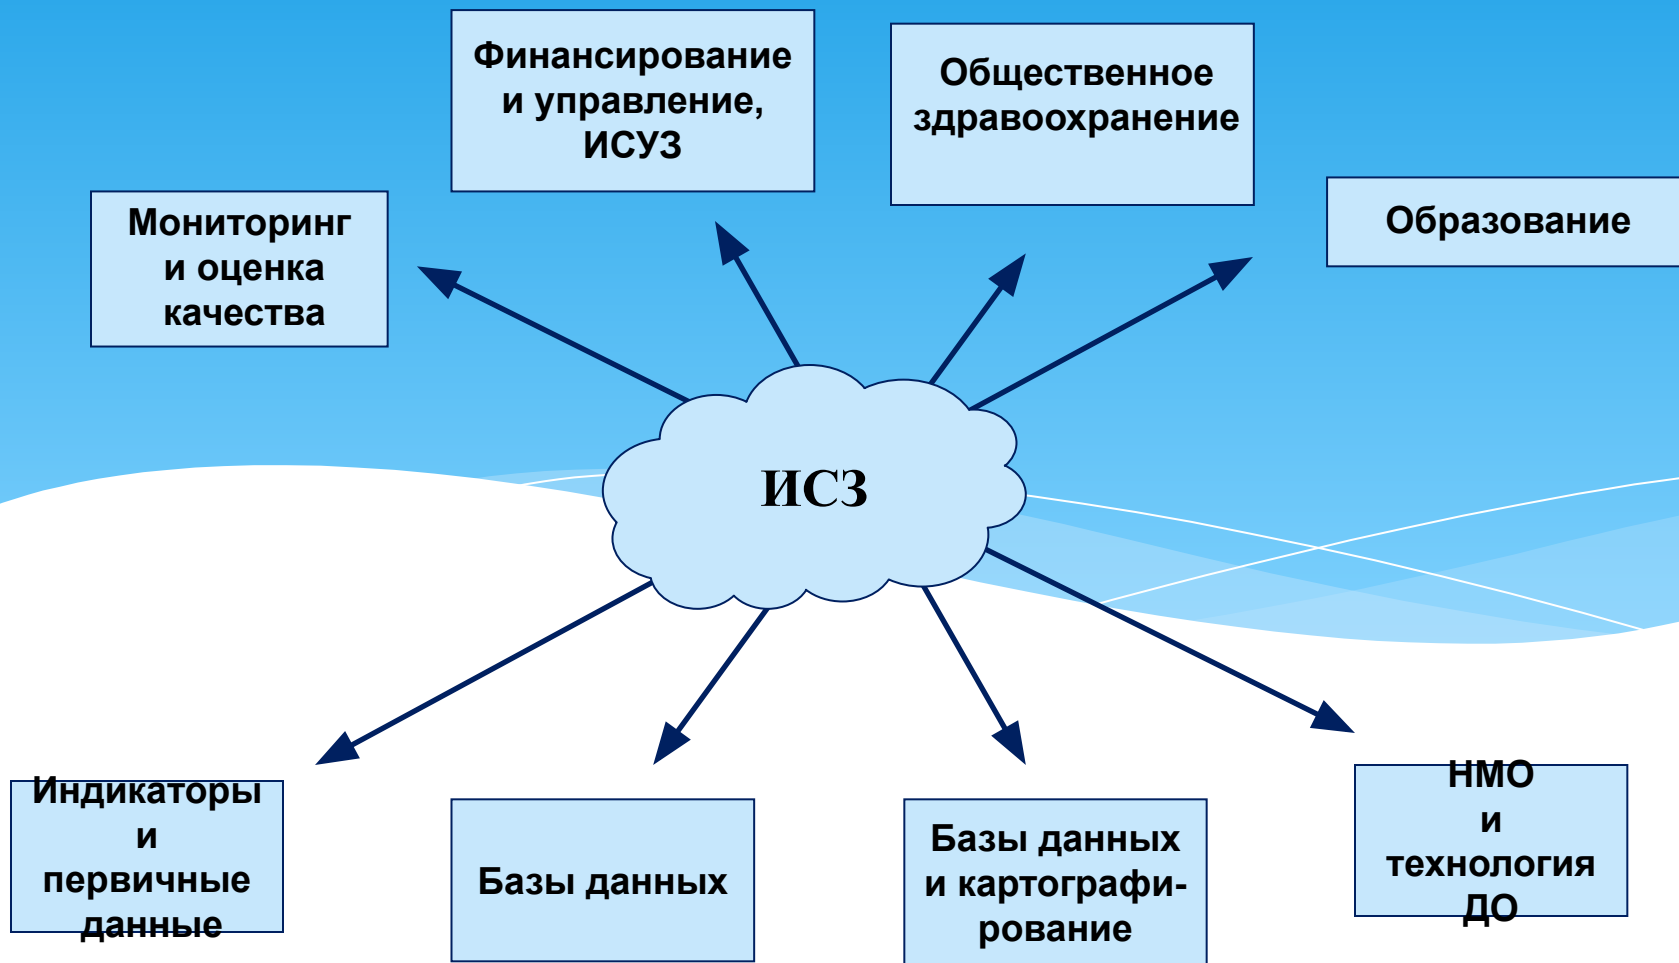 Финансирование
и управление,
ИСУЗ
Общественное
здравоохранение
Мониторинг
и оценка
качества
Образование
ИСЗ
Индикаторы
и
первичные
данные
Базы данных
Базы данных
и картографи-
рование
НМО
и
технология
ДО